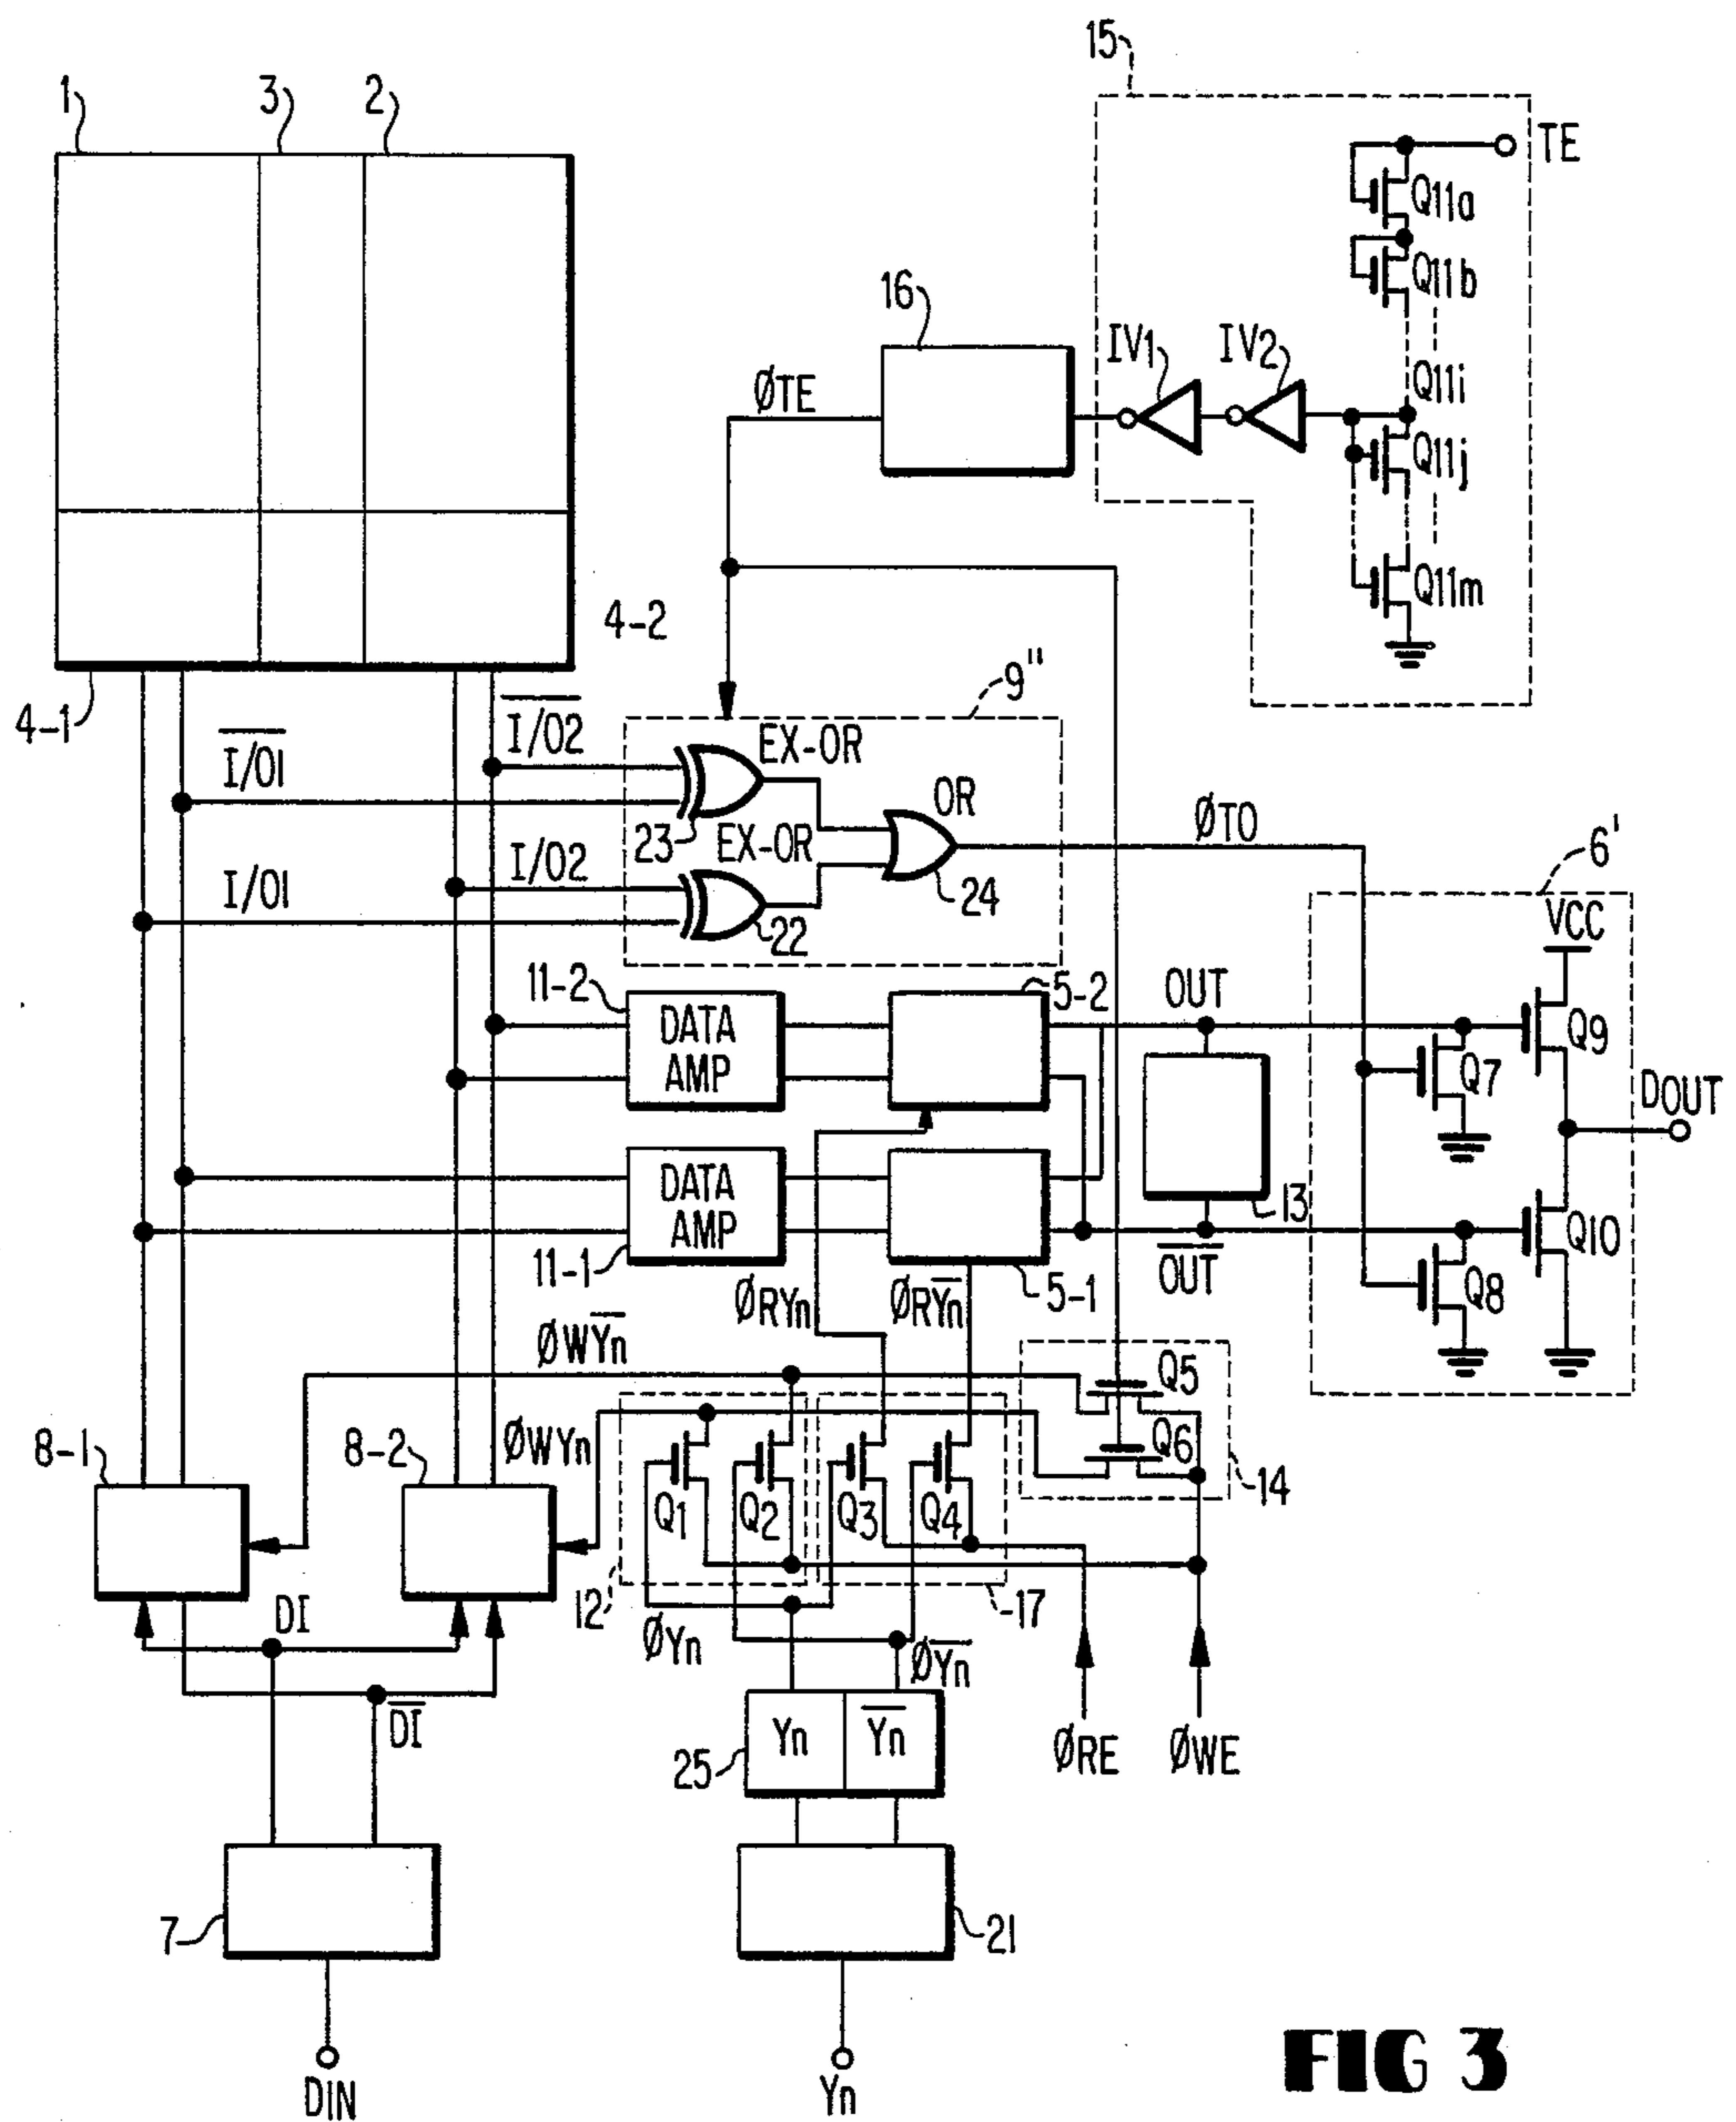 15
1 3 2
TE
Q11a
Q11b
16
IV1 IV2
ØTE
Q11i
Q11j
Q11m
4-2
4-1
9"
I/O1 I/O2
EX-OR
OR
23
EX-OR
ØTO
6'
I/O1 I/O2
24
22
VCC
11-2
5-2
OUT
DATA
AMP
Q9
Q7
DOUT
DATA
AMP
13
Q10
11-1
5-1
OUT
Q8
ØRYn ØRYn
ØWYn
Q5
8-1 8-2
ØWYn
Q6
14
Q1 Q2 Q3 Q4
12
17
DI
ØYn
ØYn
DI
Yn Yn
25
ØRE ØWE
7
21
DIN
Yn
FIG 3